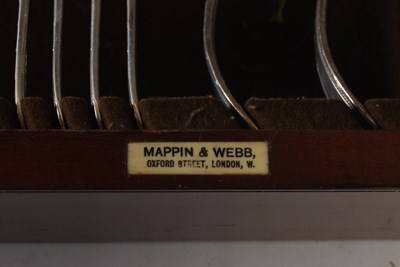 MAPPIN & WEBB,
OXFORD STREET, LONDON, W.